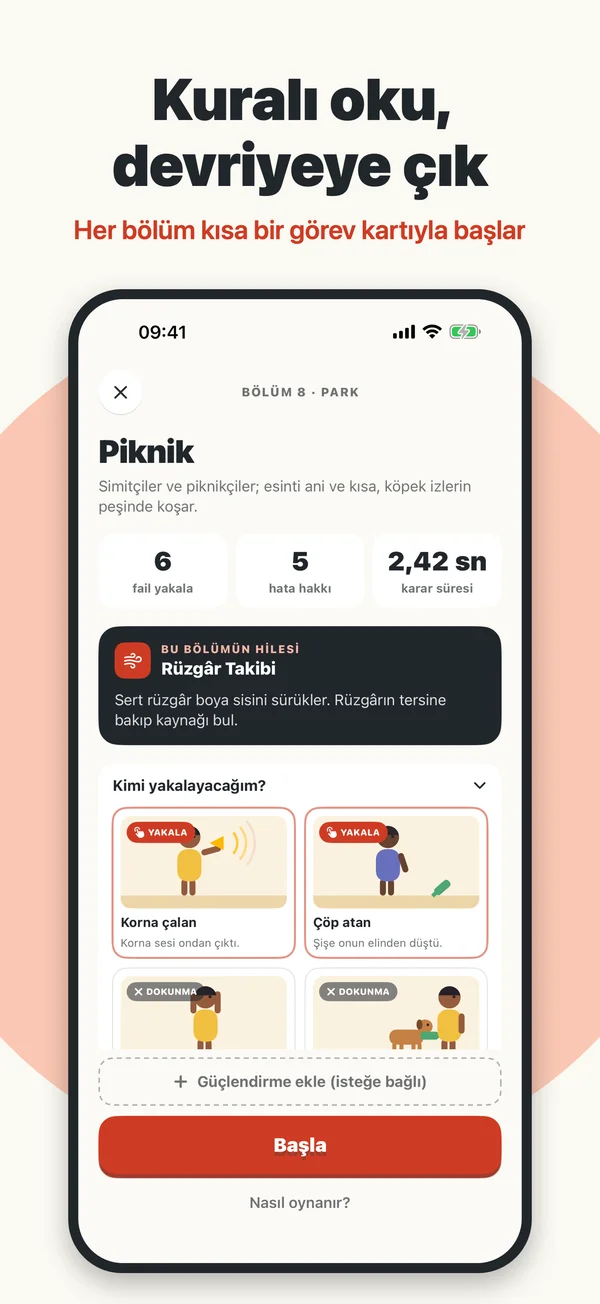 Kuralı oku,
devriyeye çık
Her bölüm kısa bir görev kartıyla başlar
09:41
BÖLÜM 8 · PARK
Piknik
Simitçiler ve piknikçiler; esinti ani ve kısa, köpek izlerin
peşinde koşar.
6
fail yakala
5
hata hakkı
2,42 sn
karar süresi
BU BÖLÜMÜN HİLESİ
Rüzgâr Takibi
Sert rüzgâr boya sisini sürükler. Rüzgârın tersine
bakıp kaynağı bul.
Kimi yakalayacağım?
YAKALA
Korna çalan
Korna sesi ondan çıktı.
YAKALA
Çöp atan
Şişe onun elinden düştü.
DOKUNMA
DOKUNMA
+ Güçlendirme ekle (isteğe bağlı)
Başla
Nasıl oynanır?